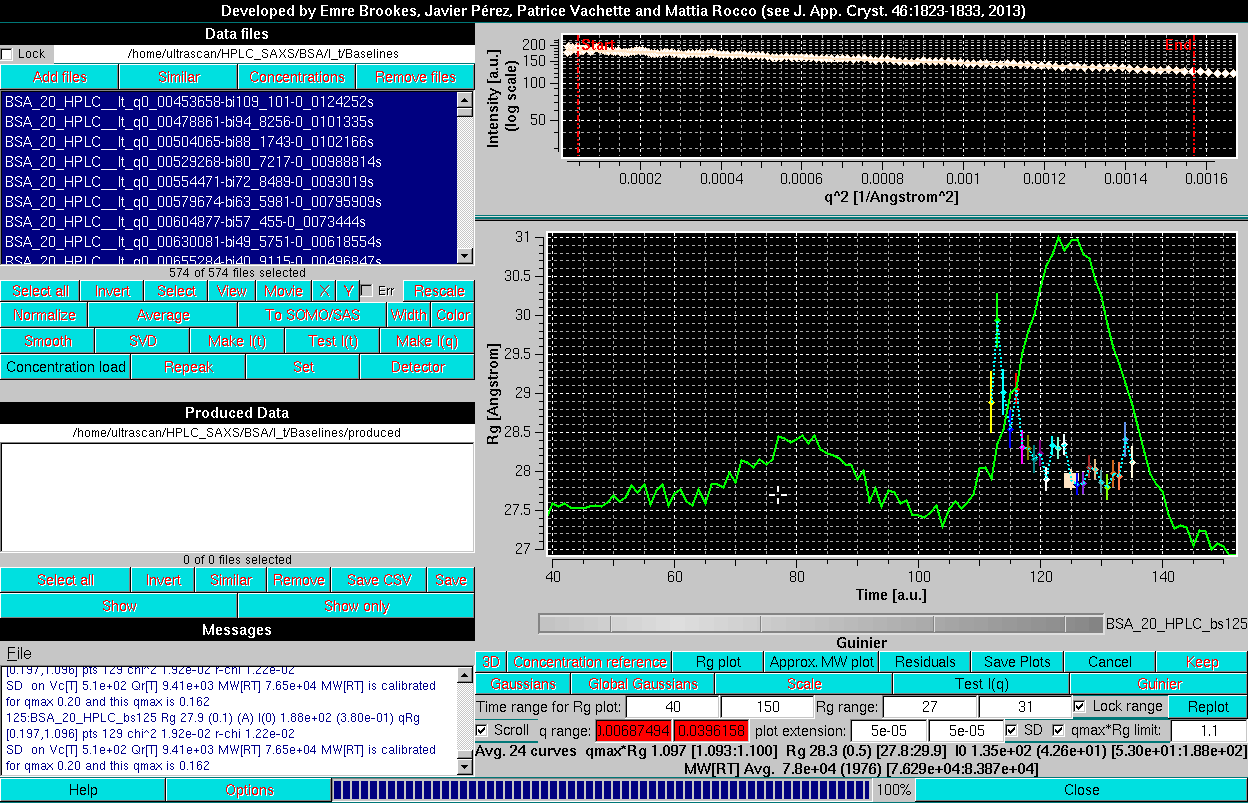 Developed by Emre Brookes, Javier Pérez, Patrice Vachette and Mattia Rocco (see J. App. Cryst. 46:1823-1833, 2013)
Data files
Lock /home/ultrascan/HPLC_SAXS/BSA/I_t/Baselines
Add files Similar Concentrations Remove files
BSA_20_HPLC__It_q0_00453658-bi109_101-0_0124252s
BSA_20_HPLC__It_q0_00478861-bi94_8256-0_0101335s
BSA_20_HPLC__It_q0_00504065-bi88_1743-0_0102166s
BSA_20_HPLC__It_q0_00529268-bi80_7217-0_00988814s
BSA_20_HPLC__It_q0_00554471-bi72_8489-0_0093019s
BSA_20_HPLC__It_q0_00579674-bi63_5981-0_00795909s
BSA_20_HPLC__It_q0_00604877-bi57_455-0_0073444s
BSA_20_HPLC__It_q0_00630081-bi49_5751-0_00618554s
BSA_20_HPLC__It_q0_00655284-bi40_9115-0_00496847s
574 of 574 files selected
Select all Invert Select View Movie X Y Err Rescale
Normalize Average To SOMO/SAS Width Color
Smooth SVD Make I(t) Test I(t) Make I(q)
Concentration load Repeak Set Detector
Produced Data
/home/ultrascan/HPLC_SAXS/BSA/I_t/Baselines/produced
0 of 0 files selected
Select all Invert Similar Remove Save CSV Save
Show Show only
Messages
File
[0.197,1.096] pts 129 chi^2 1.92e-02 r-chi 1.22e-02
SD on Vc[T] 5.1e+02 Qr[T] 9.41e+03 MW[RT] 7.65e+04 MW[RT] is calibrated
for qmax 0.20 and this qmax is 0.162
125:BSA_20_HPLC_bs125 Rg 27.9 (0.1) (A) I(0) 1.88e+02 (3.80e-01) qRg
[0.197,1.096] pts 129 chi^2 1.92e-02 r-chi 1.22e-02
SD on Vc[T] 5.1e+02 Qr[T] 9.41e+03 MW[RT] 7.65e+04 MW[RT] is calibrated
for qmax 0.20 and this qmax is 0.162
Help Options 100% Close
Intensity [a.u.]
(log scale)
200
150
100
50
Start End
0.0002 0.0004 0.0006 0.0008 0.001 0.0012 0.0014 0.0016
q^2 [1/Angstrom^2]
Rg [Angstrom]
31
30.5
30
29.5
29
28.5
28
27.5
27
40 60 80 100 120 140
Time [a.u.]
BSA_20_HPLC_bs125
Guinier
3D Concentration reference Rg plot Approx. MW plot Residuals Save Plots Cancel Keep
Gaussians Global Gaussians Scale Test I(q) Guinier
Time range for Rg plot: 40 150 Rg range: 27 31 Lock range Replot
Scroll q range: 0.00687494 0.0396158 plot extension: 5e-05 5e-05 SD qmax*Rg limit: 1.1
Avg. 24 curves qmax*Rg 1.097 [1.093:1.100] Rg 28.3 (0.5) [27.8:29.9] I0 1.35e+02 (4.26e+01) [5.30e+01:1.88e+02]
MW[RT] Avg. 7.8e+04 (1976) [7.629e+04:8.387e+04]